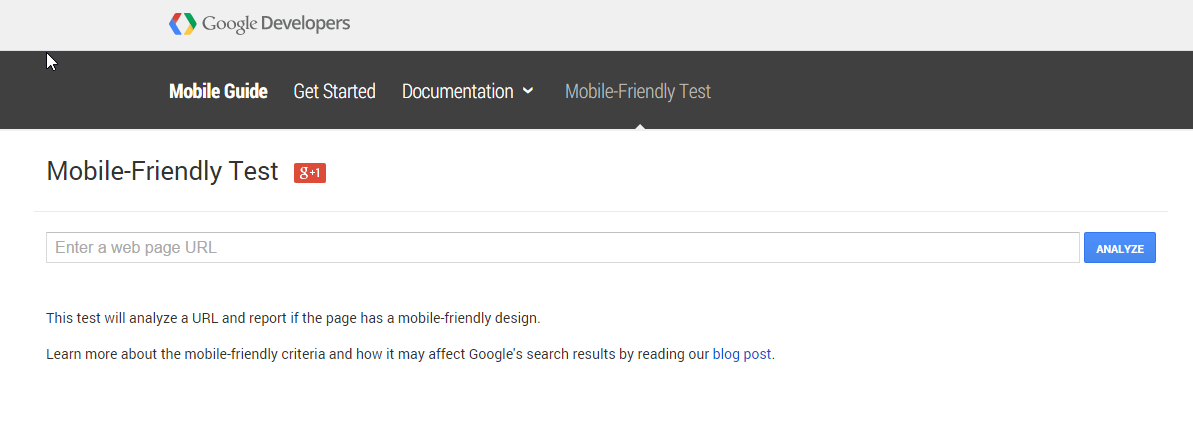 Google Developers
Mobile Guide Get Started Documentation Mobile-Friendly Test
Mobile-Friendly Test g+1
Enter a web page URL ANALYZE
This test will analyze a URL and report if the page has a mobile-friendly design.
Learn more about the mobile-friendly criteria and how it may affect Google's search results by reading our blog post.